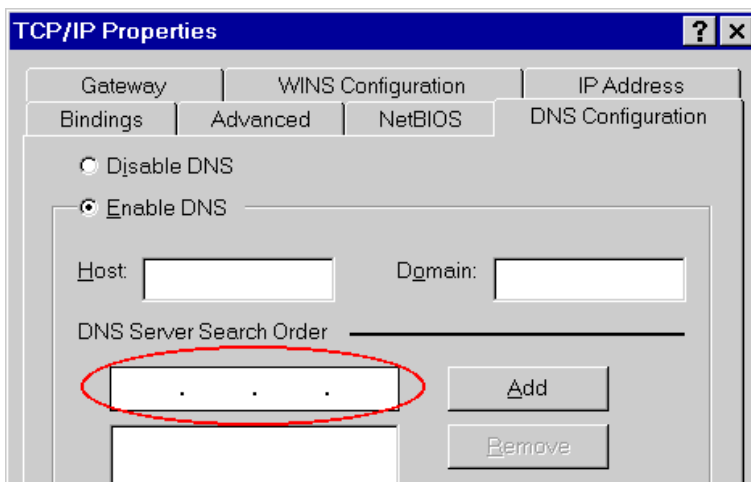 TCP/IP Properties
Gateway WINS Configuration IP Address
Bindings Advanced NetBIOS DNS Configuration
Disable DNS
Enable DNS
Host: Domain:
DNS Server Search Order
. . .
Add
Remove